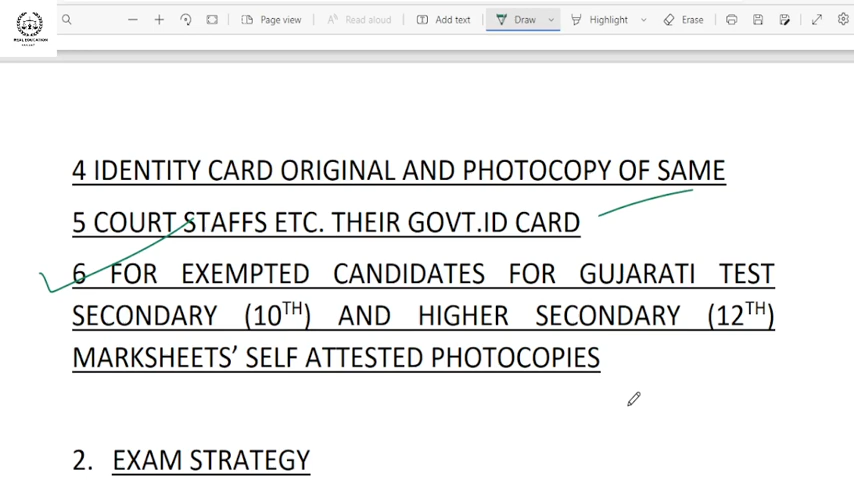 REAL EDUCATION
Page view
Read aloud
Add text
Draw
Highlight
Erase
4 IDENTITY CARD ORIGINAL AND PHOTOCOPY OF SAME
5 COURT STAFFS ETC. THEIR GOVT.ID CARD
6 FOR EXEMPTED CANDIDATES FOR GUJARATI TEST
SECONDARY (10TH) AND HIGHER SECONDARY (12TH)
MARKSHEETS’ SELF ATTESTED PHOTOCOPIES
2. EXAM STRATEGY